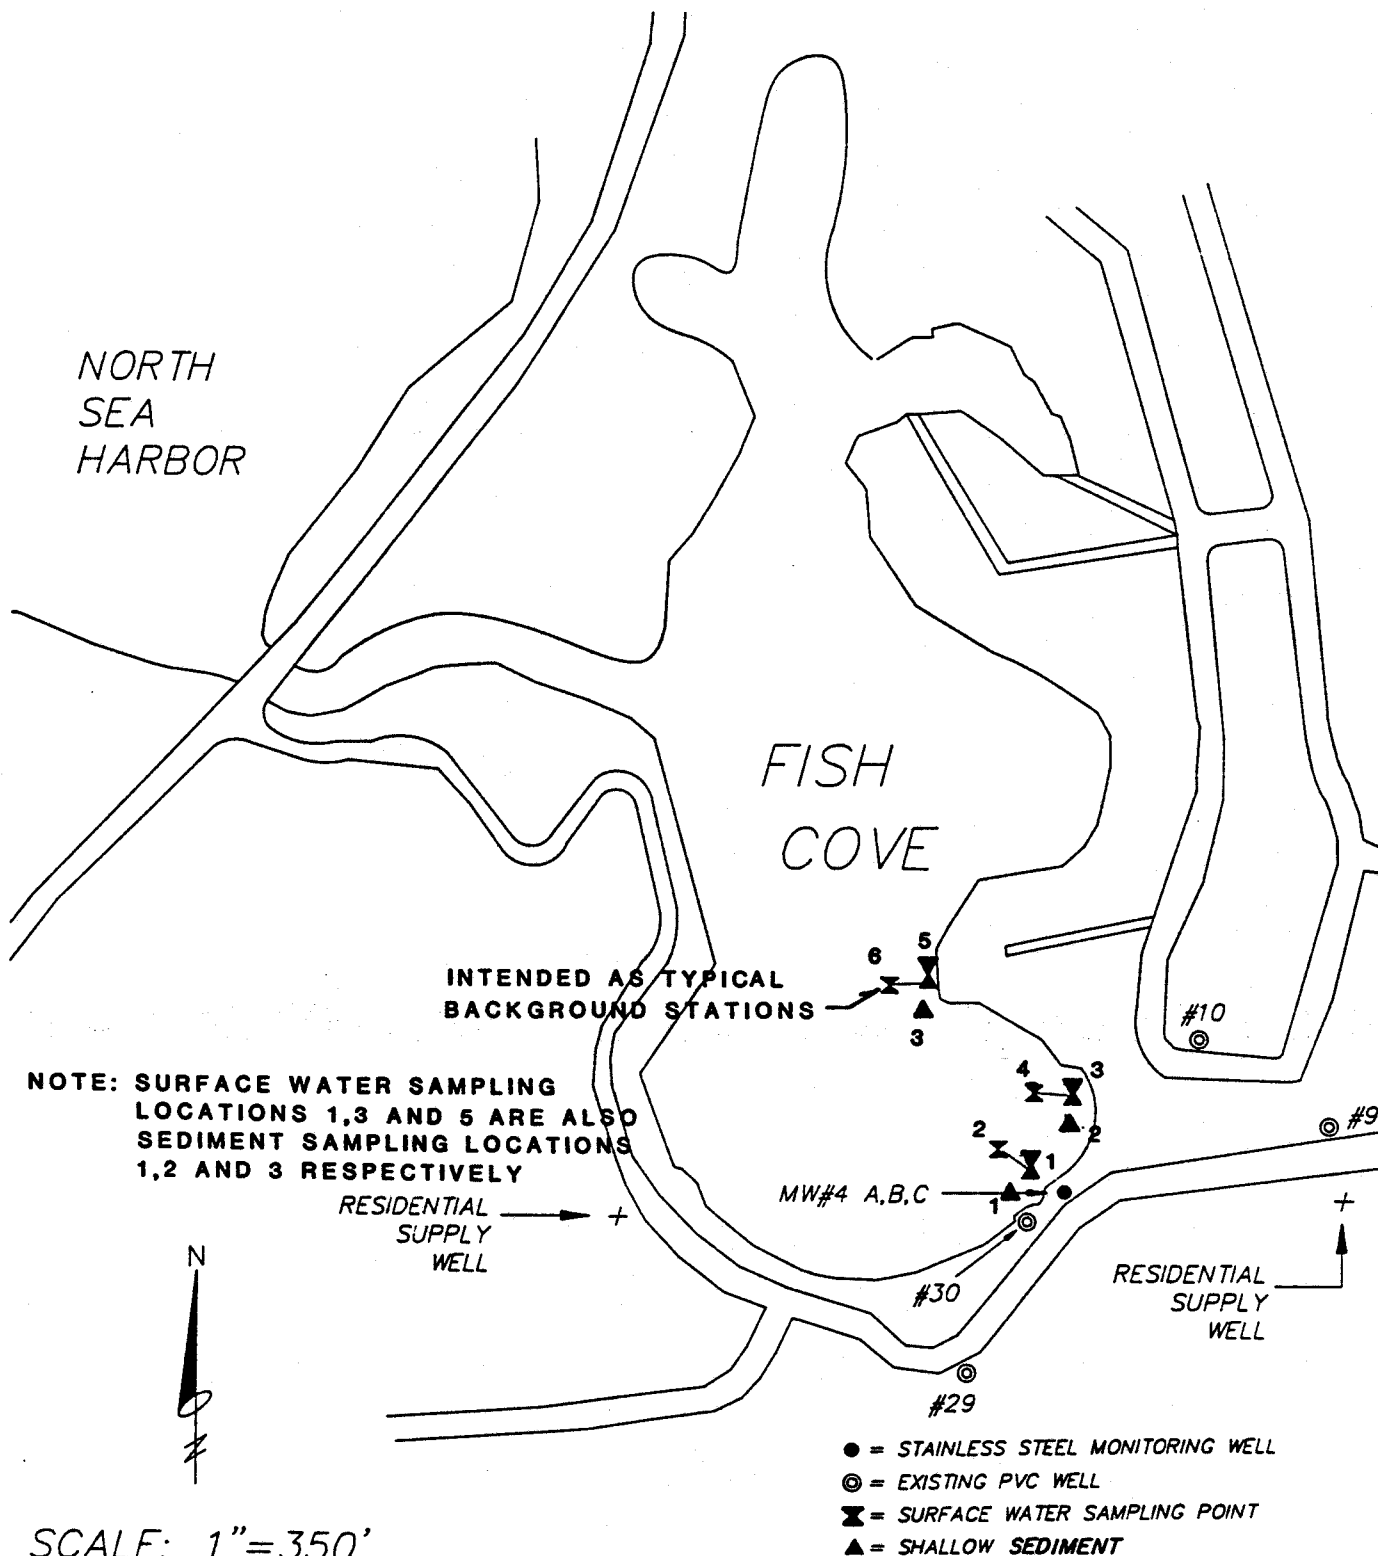 NORTH
SEA
HARBOR
FISH
COVE
5
6
INTENDED AS TYPICAL
BACKGROUND STATIONS
3
#10
NOTE: SURFACE WATER SAMPLING
LOCATIONS 1,3 AND 5 ARE ALSO
SEDIMENT SAMPLING LOCATIONS
1,2 AND 3 RESPECTIVELY
4
3
2
#9
2
1
MW#4 A,B,C
1
RESIDENTIAL
SUPPLY
WELL
N
#30
RESIDENTIAL
SUPPLY
WELL
#29
= STAINLESS STEEL MONITORING WELL
= EXISTING PVC WELL
= SURFACE WATER SAMPLING POINT
= SHALLOW SEDIMENT
SCALE: 1"=350'